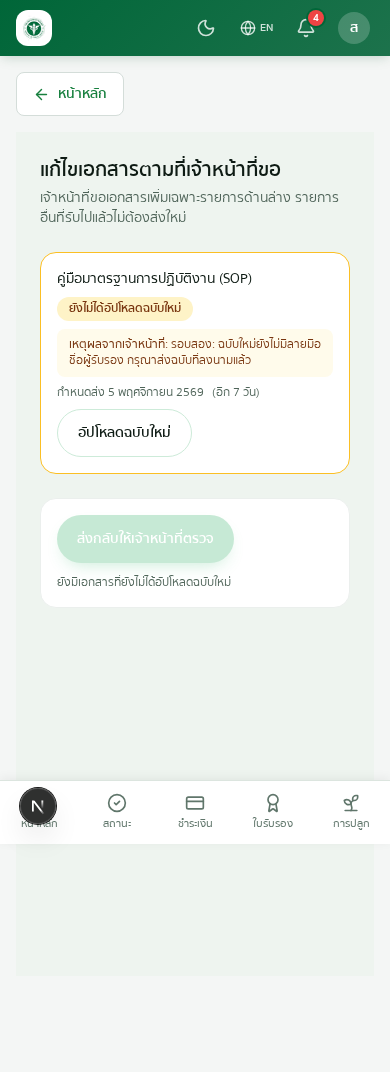 EN
4
ส
หน้าหลัก
แก้ไขเอกสารตามที่เจ้าหน้าที่ขอ
เจ้าหน้าที่ขอเอกสารเพิ่มเฉพาะรายการด้านล่าง รายการ
อื่นที่รับไปแล้วไม่ต้องส่งใหม่
คู่มือมาตรฐานการปฏิบัติงาน (SOP)
ยังไม่ได้อัปโหลดฉบับใหม่
เหตุผลจากเจ้าหน้าที่: รอบสอง: ฉบับใหม่ยังไม่มีลายมือ
ชื่อผู้รับรอง กรุณาส่งฉบับที่ลงนามแล้ว
กำหนดส่ง 5 พฤศจิกายน 2569 (อีก 7 วัน)
อัปโหลดฉบับใหม่
ส่งกลับให้เจ้าหน้าที่ตรวจ
ยังมีเอกสารที่ยังไม่ได้อัปโหลดฉบับใหม่
N
สถานะ
ชำระเงิน
ใบรับรอง
การปลูก